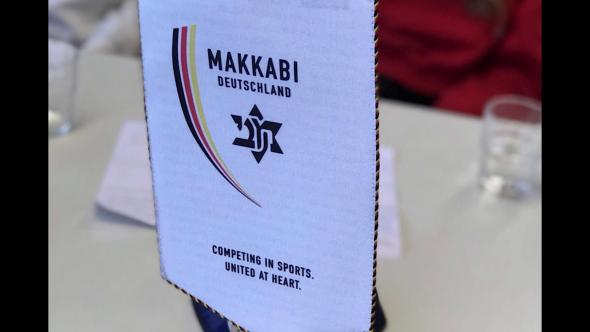 MAKKABI
DEUTSCHLAND
COMPETING IN SPORTS.
UNITED AT HEART.